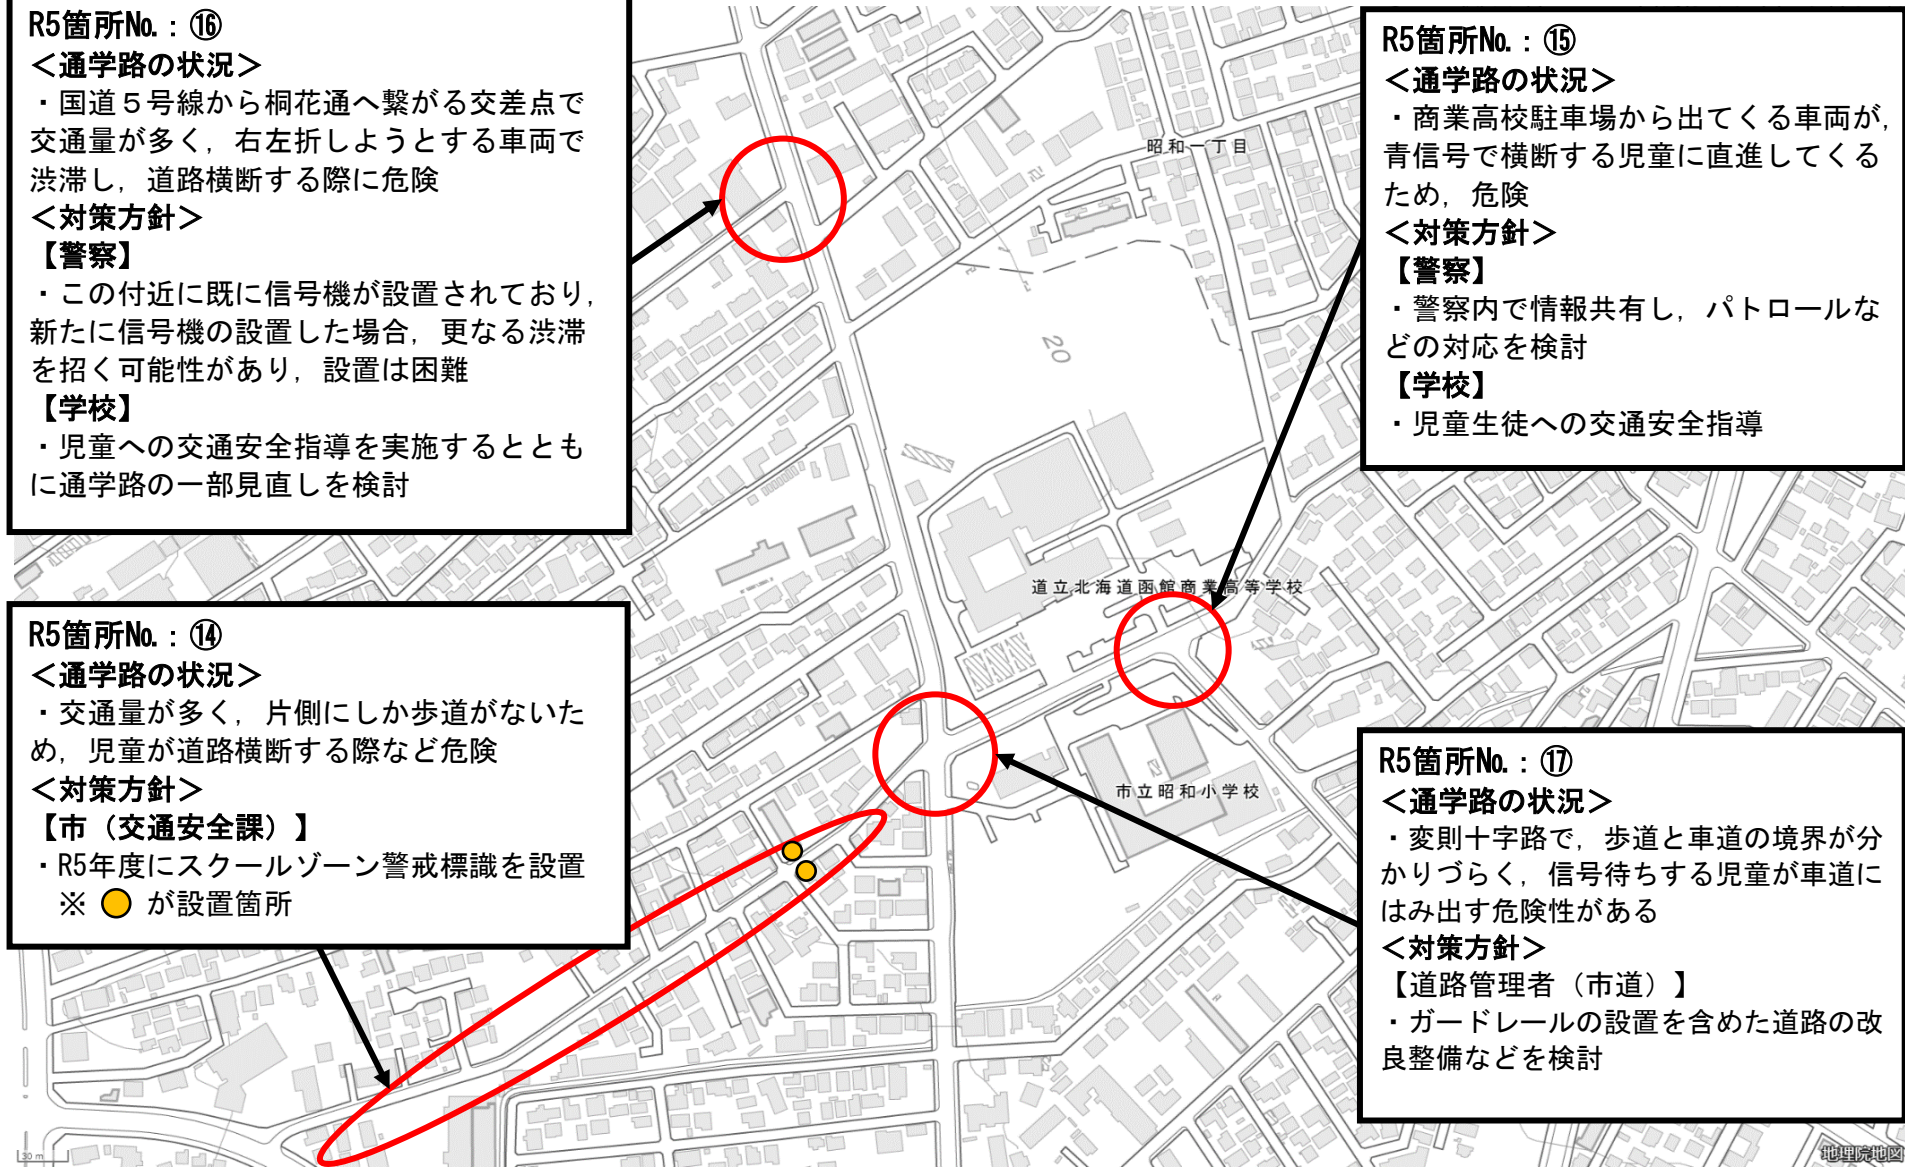 R5箇所No.：⑯
＜通学路の状況＞
・国道５号線から桐花通へ繋がる交差点で
交通量が多く，右左折しようとする車両で
渋滞し，道路横断する際に危険
＜対策方針＞
【警察】
・この付近に既に信号機が設置されており，
新たに信号機の設置した場合，更なる渋滞
を招く可能性があり，設置は困難
【学校】
・児童への交通安全指導を実施するととも
に通学路の一部見直しを検討
R5箇所No.：⑮
＜通学路の状況＞
・商業高校駐車場から出てくる車両が，
青信号で横断する児童に直進してくる
ため，危険
＜対策方針＞
【警察】
・警察内で情報共有し，パトロールな
どの対応を検討
【学校】
・児童生徒への交通安全指導
昭和一丁目
20
道立北海道函館商業高等学校
市立昭和小学校
R5箇所No.：⑭
＜通学路の状況＞
・交通量が多く，片側にしか歩道がないた
め，児童が道路横断する際など危険
＜対策方針＞
【市（交通安全課）】
・R5年度にスクールゾーン警戒標識を設置
※ が設置箇所
R5箇所No.：⑰
＜通学路の状況＞
・変則十字路で，歩道と車道の境界が分
かりづらく，信号待ちする児童が車道に
はみ出す危険性がある
＜対策方針＞
【道路管理者（市道）】
・ガードレールの設置を含めた道路の改
良整備などを検討
30 m
地理院地図